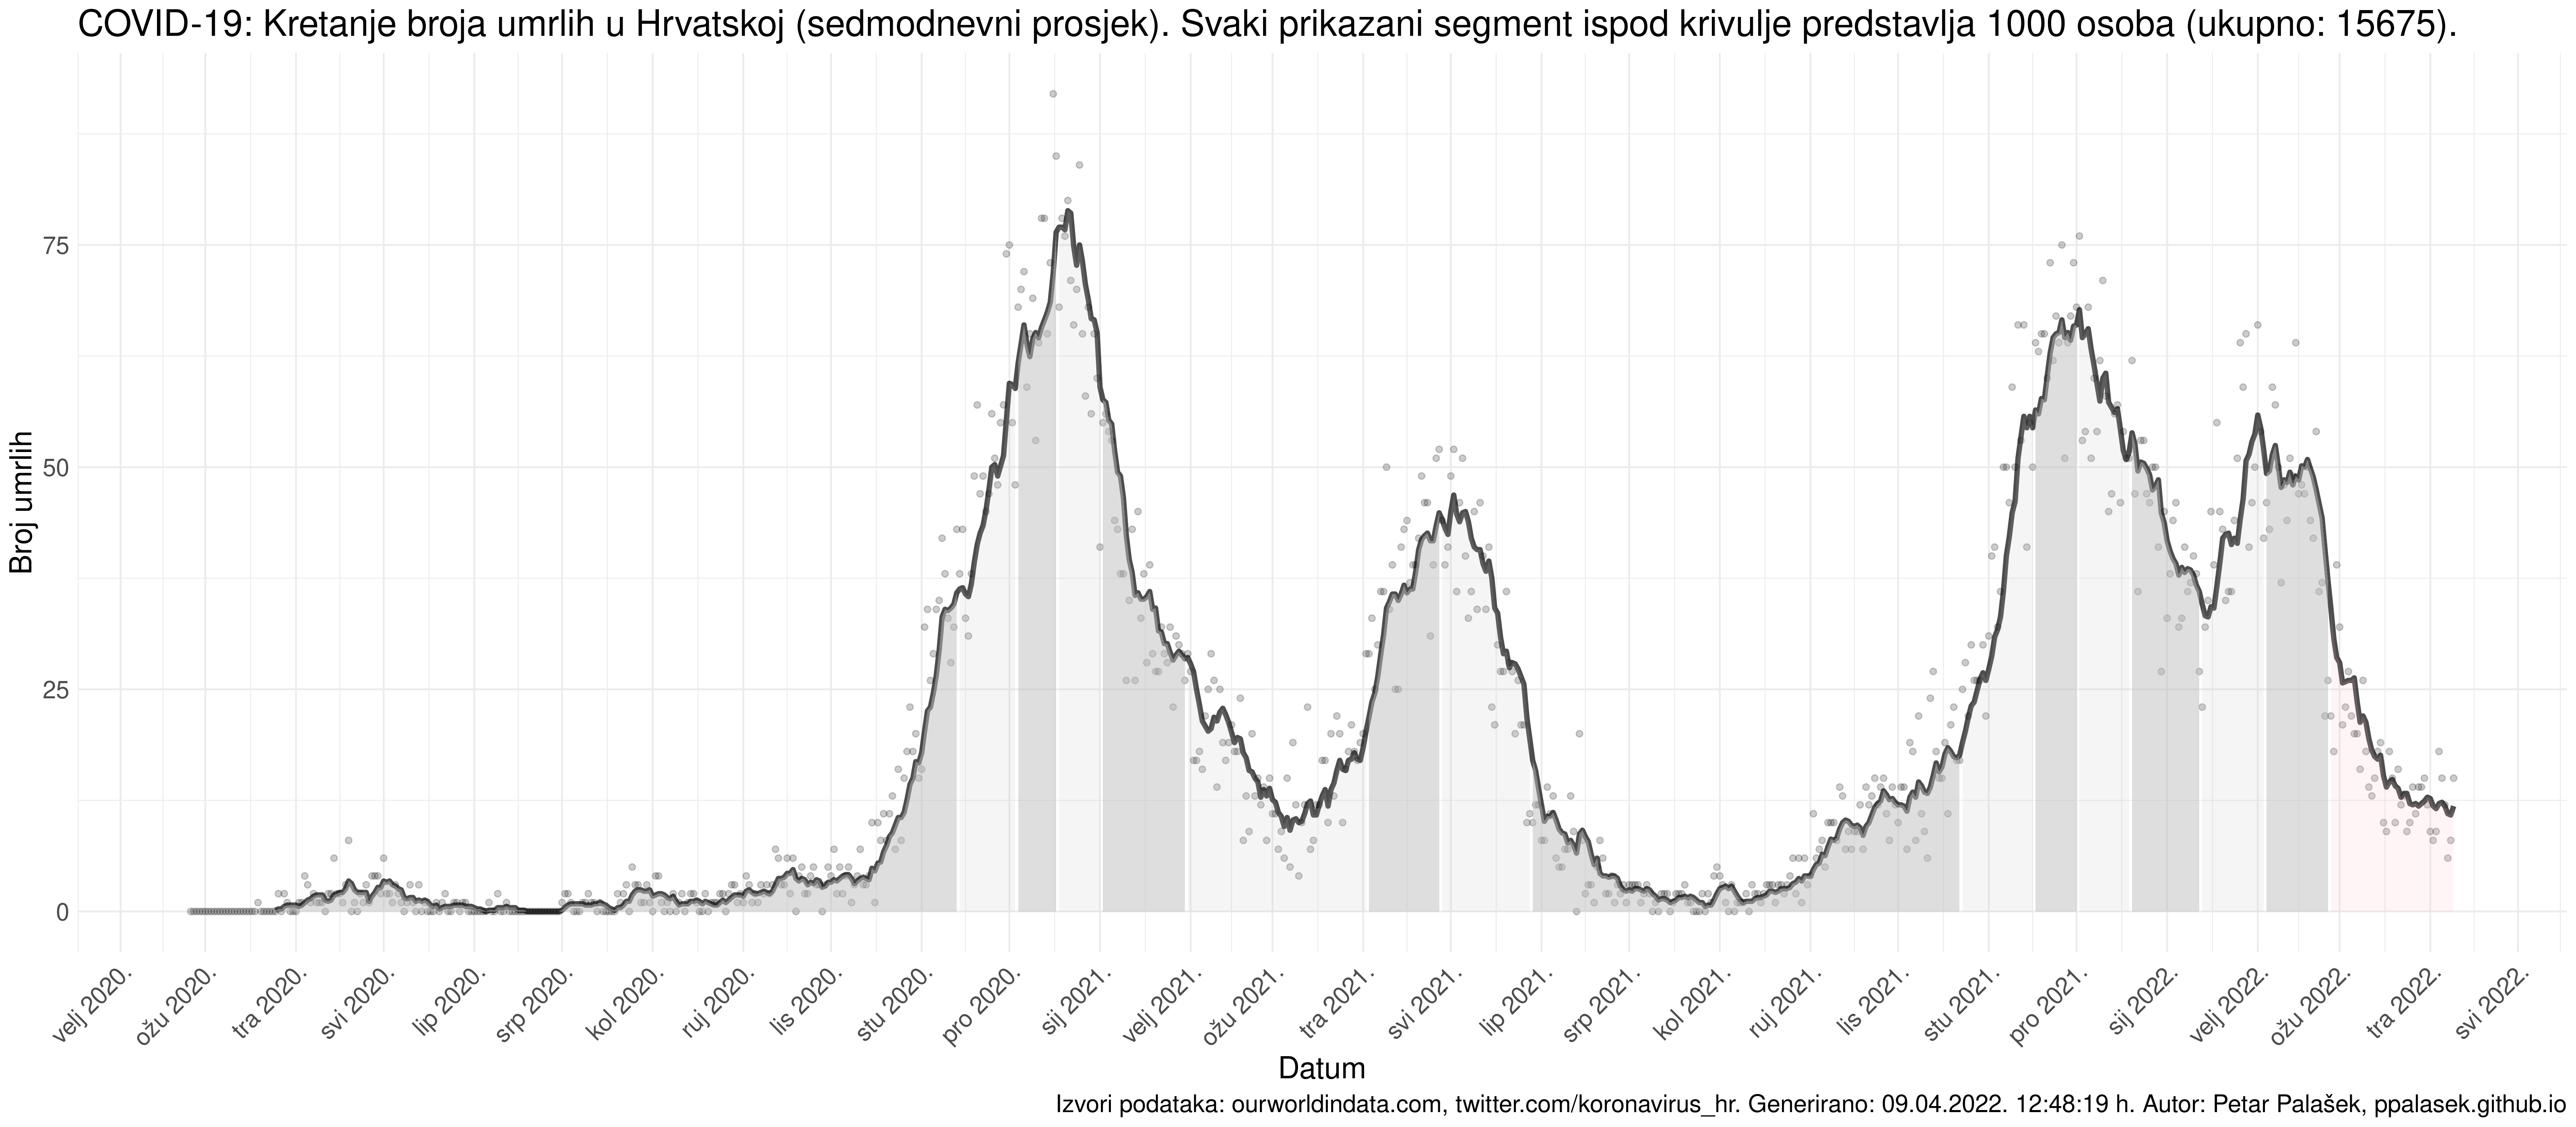 COVID-19: Kretanje broja umrlih u Hrvatskoj (sedmodnevni prosjek). Svaki prikazani segment ispod krivulje predstavlja 1000 osoba (ukupno: 15675).
Broj umrlih
75
50
25
0
velj 2020.
ožu 2020.
tra 2020.
svi 2020.
lip 2020.
srp 2020.
kol 2020.
ruj 2020.
lis 2020.
stu 2020.
pro 2020.
sij 2021.
velj 2021.
ožu 2021.
tra 2021.
svi 2021.
lip 2021.
srp 2021.
kol 2021.
ruj 2021.
lis 2021.
stu 2021.
pro 2021.
sij 2022.
velj 2022.
ožu 2022.
tra 2022.
svi 2022.
Datum
Izvori podataka: ourworldindata.com, twitter.com/koronavirus_hr. Generirano: 09.04.2022. 12:48:19 h. Autor: Petar Palašek, ppalasek.github.io